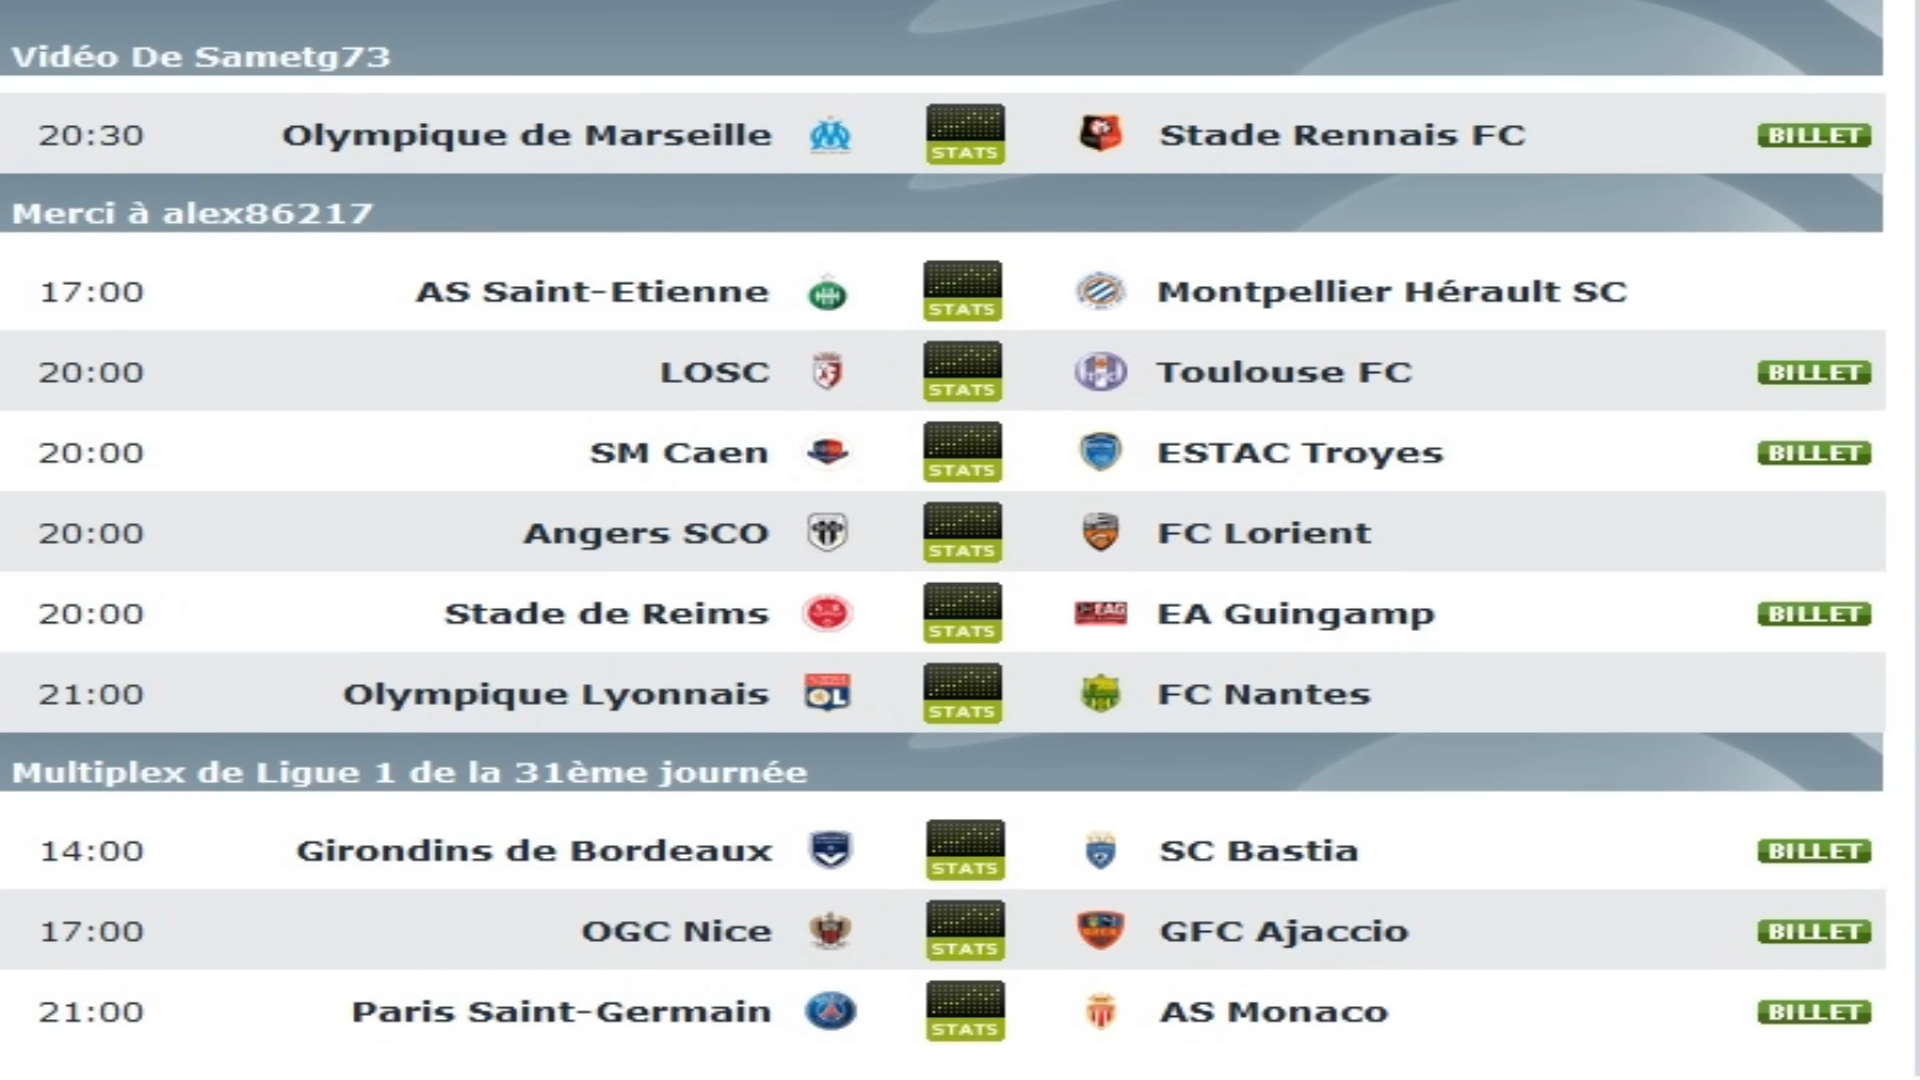 Vidéo De Sametg73
20:30 Olympique de Marseille STATS Stade Rennais FC BILLET
Merci à alex86217
17:00 AS Saint-Etienne STATS Montpellier Hérault SC
20:00 LOSC STATS Toulouse FC BILLET
20:00 SM Caen STATS ESTAC Troyes BILLET
20:00 Angers SCO STATS FC Lorient
20:00 Stade de Reims STATS EAG EA Guingamp BILLET
21:00 Olympique Lyonnais OL STATS FC Nantes
Multiplex de Ligue 1 de la 31ème journée
14:00 Girondins de Bordeaux STATS SC Bastia BILLET
17:00 OGC Nice STATS GFC Ajaccio BILLET
21:00 Paris Saint-Germain STATS AS Monaco BILLET